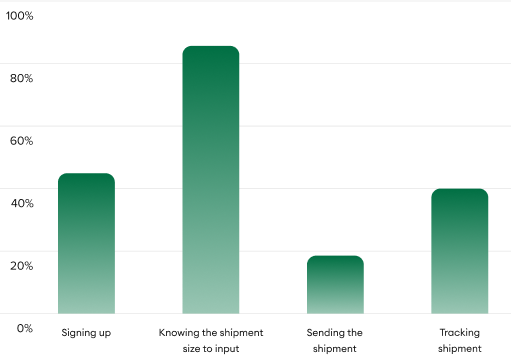 100%
80%
60%
40%
20%
0%
Signing up
Knowing the shipment
size to input
Sending the
shipment
Tracking
shipment